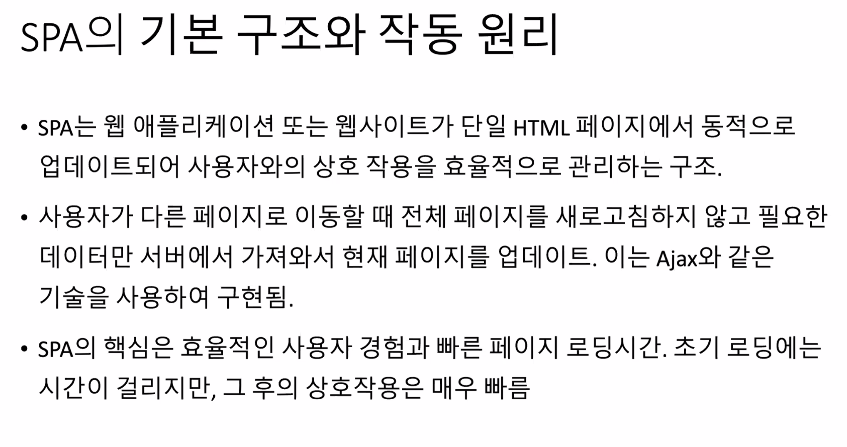 SPA의 기본 구조와 작동 원리
• SPA는 웹 애플리케이션 또는 웹사이트가 단일 HTML 페이지에서 동적으로
업데이트되어 사용자와의 상호 작용을 효율적으로 관리하는 구조.
• 사용자가 다른 페이지로 이동할 때 전체 페이지를 새로고침하지 않고 필요한
데이터만 서버에서 가져와서 현재 페이지를 업데이트. 이는 Ajax와 같은
기술을 사용하여 구현됨.
• SPA의 핵심은 효율적인 사용자 경험과 빠른 페이지 로딩시간. 초기 로딩에는
시간이 걸리지만, 그 후의 상호작용은 매우 빠름